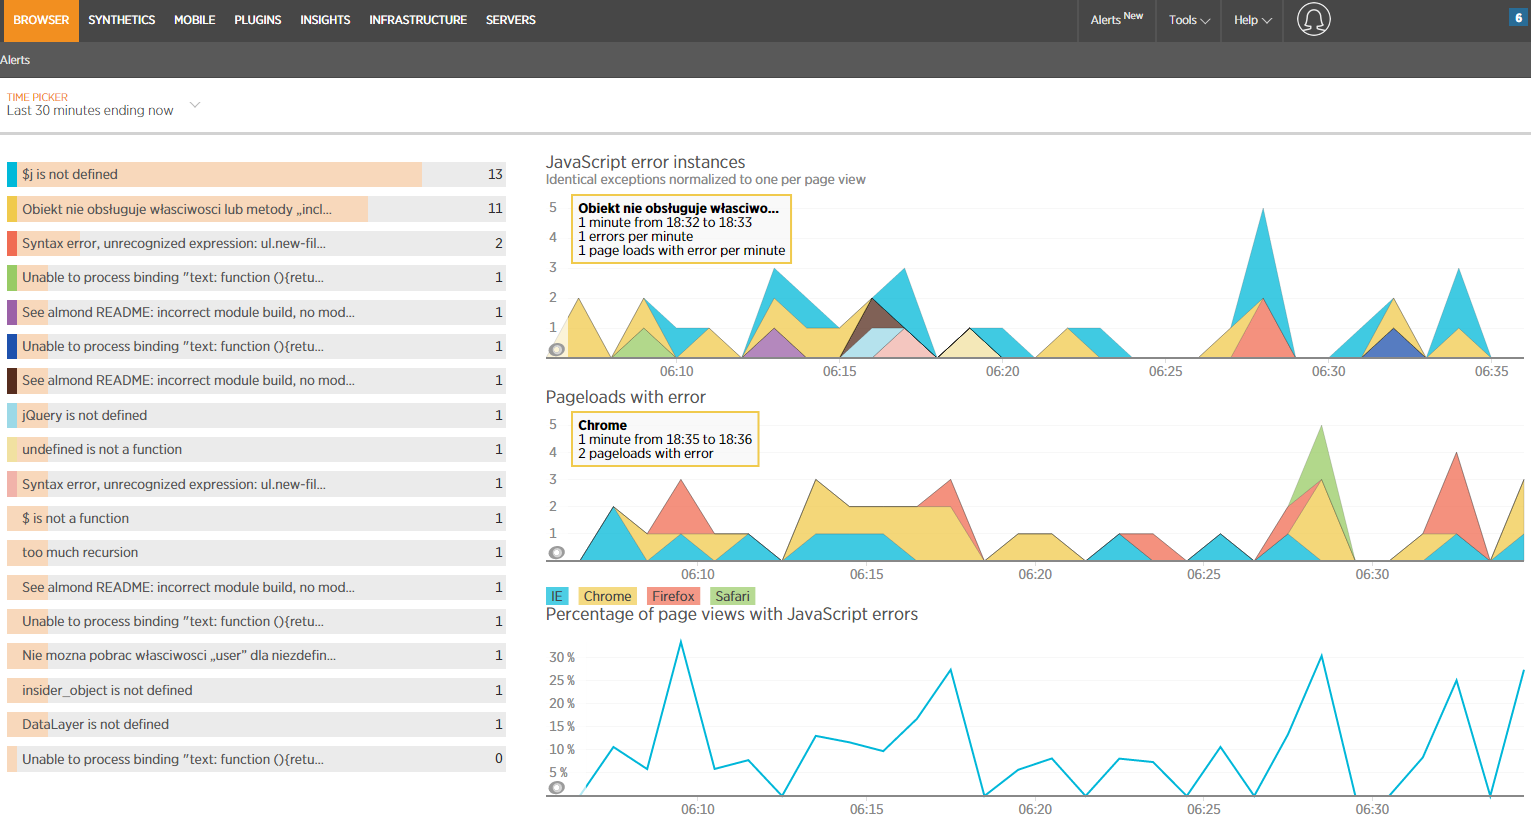 BROWSER SYNTHETICS MOBILE PLUGINS INSIGHTS INFRASTRUCTURE SERVERS Alerts New Tools Help 6
Alerts
TIME PICKER
Last 30 minutes ending now
$j is not defined 13
Obiekt nie obsługuje własciwosci lub metody „incl... 11
Syntax error, unrecognized expression: ul.new-fil... 2
Unable to process binding "text: function (){retu... 1
See almond README: incorrect module build, no mod... 1
Unable to process binding "text: function (){retu... 1
See almond README: incorrect module build, no mod... 1
jQuery is not defined 1
undefined is not a function 1
Syntax error, unrecognized expression: ul.new-fil... 1
$ is not a function 1
too much recursion 1
See almond README: incorrect module build, no mod... 1
Unable to process binding "text: function (){retu... 1
Nie mozna pobrac własciwosci „user” dla niezdefin... 1
insider_object is not defined 1
DataLayer is not defined 1
Unable to process binding "text: function (){retu... 0
JavaScript error instances
Identical exceptions normalized to one per page view
5
4
3
2
1
Obiekt nie obsługuje własciwo...
1 minute from 18:32 to 18:33
1 errors per minute
1 page loads with error per minute
06:10 06:15 06:20 06:25 06:30 06:35
Pageloads with error
5
4
3
2
1
Chrome
1 minute from 18:35 to 18:36
2 pageloads with error
06:10 06:15 06:20 06:25 06:30
IE Chrome Firefox Safari
Percentage of page views with JavaScript errors
30 %
25 %
20 %
15 %
10 %
5 %
06:10 06:15 06:20 06:25 06:30